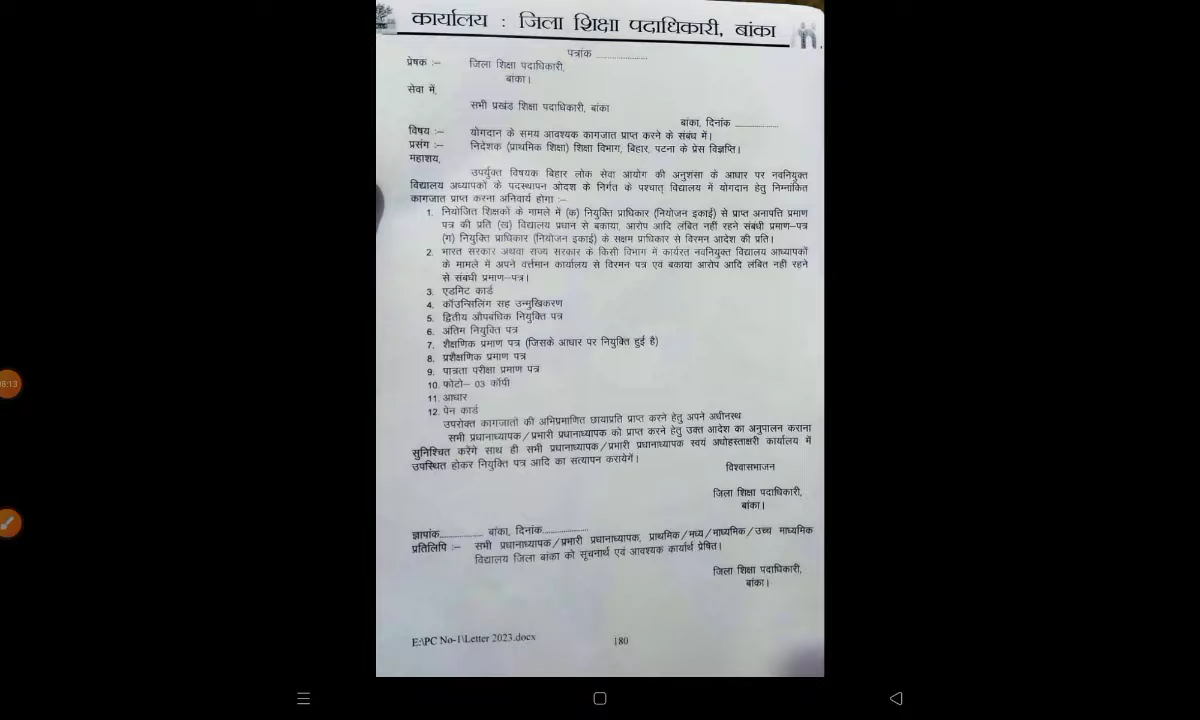 कार्यालय : जिला शिक्षा पदाधिकारी, बांका
पत्रांक ......................
प्रेषक :– जिला शिक्षा पदाधिकारी,
बांका।
सेवा में,
सभी प्रखंड शिक्षा पदाधिकारी, बांका
बांका, दिनांक ..................
विषय :– योगदान के समय आवश्यक कागजात प्राप्त करने के संबंध में।
प्रसंग :– निदेशक (प्राथमिक शिक्षा) शिक्षा विभाग, बिहार, पटना के प्रेस विज्ञप्ति।
महाशय,
उपर्युक्त विषयक बिहार लोक सेवा आयोग की अनुशंसा के आधार पर नवनियुक्त
विद्यालय अध्यापकों के पदस्थापन ओदश के निर्गत के पश्चात् विद्यालय में योगदान हेतु निम्नांकित
कागजात प्राप्त करना अनिवार्य होगा :–
1. नियोजित शिक्षकों के मामले में (क) नियुक्ति प्राधिकार (नियोजन इकाई) से प्राप्त अनापत्ति प्रमाण
पत्र की प्रति (ख) विद्यालय प्रधान से बकाया, आरोप आदि लंबित नहीं रहने संबंधी प्रमाण–पत्र
(ग) नियुक्ति प्राधिकार (नियोजन इकाई) के सक्षम प्राधिकार से विरमन आदेश की प्रति।
2. भारत सरकार अथवा राज्य सरकार के किसी विभाग में कार्यरत नवनियुक्त विद्यालय आध्यापकों
के मामले में अपने वर्त्तमान कार्यालय से विरमन पत्र एवं बकाया आरोप आदि लंबित नहीं रहने
से संबंधी प्रमाण–पत्र।
3. एडमिट कार्ड
4. कॉउन्सिलिंग सह उन्मुखिकरण
5. द्वितीय औपबंधिक नियुक्ति पत्र
6. अंतिम नियुक्ति पत्र
7. शैक्षणिक प्रमाण पत्र (जिसके आधार पर नियुक्ति हुई है)
8. प्रशैक्षणिक प्रमाण पत्र
9. पात्रता परीक्षा प्रमाण पत्र
10. फोटो– 03 कॉपी
11. आधार
12. पेन कार्ड
उपरोक्त कागजातों की अभिप्रमाणित छायाप्रति प्राप्त करने हेतु अपने अधीनस्थ
सभी प्रधानाध्यापक/प्रभारी प्रधानाध्यापक को प्राप्त करने हेतु उक्त आदेश का अनुपालन कराना
सुनिश्चित करेंगे साथ ही सभी प्रधानाध्यापक/प्रभारी प्रधानाध्यापक स्वयं अधोहस्ताक्षरी कार्यालय में
उपस्थित होकर नियुक्ति पत्र आदि का सत्यापन करायेगें।
विश्वासभाजन
जिला शिक्षा पदाधिकारी,
बांका।
ज्ञापांक.................. बांका, दिनांक...................
प्रतिलिपि :– सभी प्रधानाध्यापक/प्रभारी प्रधानाध्यापक, प्राथमिक/मध्य/माध्यमिक/उच्च माध्यमिक
विद्यालय जिला बांका को सूचनार्थ एवं आवश्यक कार्यार्थ प्रेषित।
जिला शिक्षा पदाधिकारी,
बांका।
E:\PC No-1\Letter 2023.docx 180